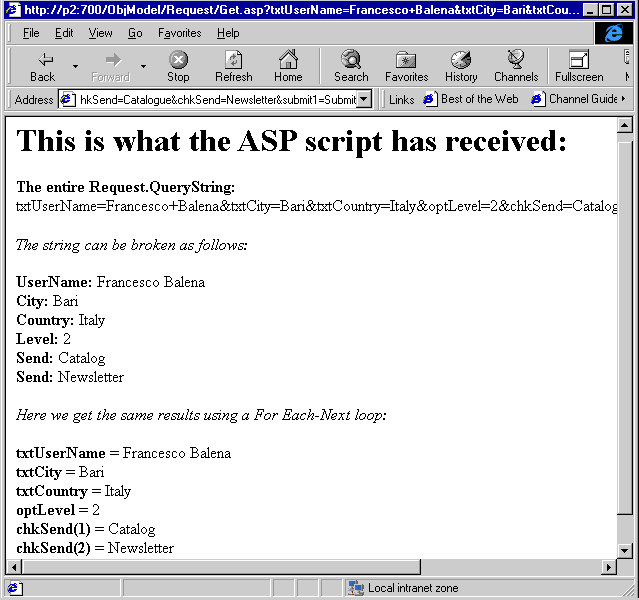 http://p2:700/ObjModel/Request/Get.asp?txtUserName=Francesco+Balena&txtCity=Bari&txtCou...
File Edit View Go Favorites Help
Back Forward Stop Refresh Home Search Favorites History Channels Fullscreen
Address hkSend=Catalogue&chkSend=Newsletter&submit1=Submit Links Best of the Web Channel Guide
This is what the ASP script has received:
The entire Request.QueryString:
txtUserName=Francesco+Balena&txtCity=Bari&txtCountry=Italy&optLevel=2&chkSend=Catalog
The string can be broken as follows:
UserName: Francesco Balena
City: Bari
Country: Italy
Level: 2
Send: Catalog
Send: Newsletter
Here we get the same results using a For Each-Next loop:
txtUserName = Francesco Balena
txtCity = Bari
txtCountry = Italy
optLevel = 2
chkSend(1) = Catalog
chkSend(2) = Newsletter
Local intranet zone